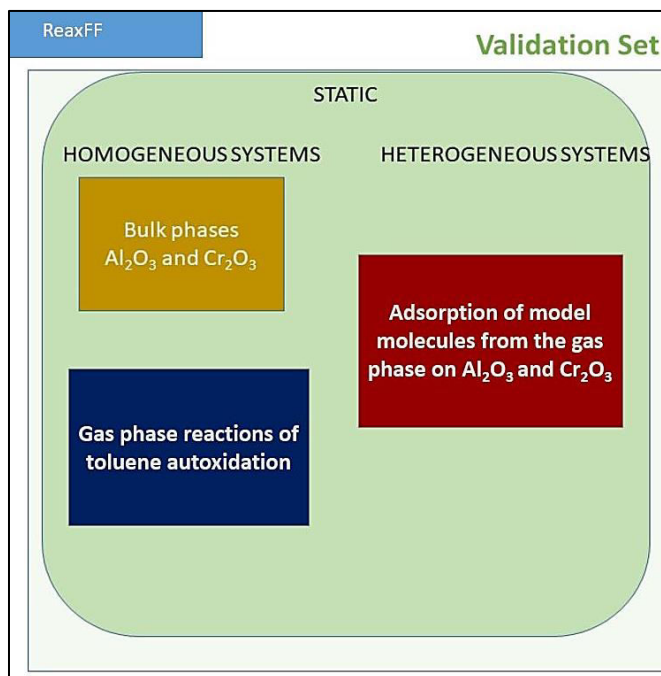 ReaxFF
Validation Set
STATIC
HOMOGENEOUS SYSTEMS
HETEROGENEOUS SYSTEMS
Bulk phases
Al₂O₃ and Cr₂O₃
Adsorption of model
molecules from the gas
phase on Al₂O₃ and Cr₂O₃
Gas phase reactions of
toluene autoxidation